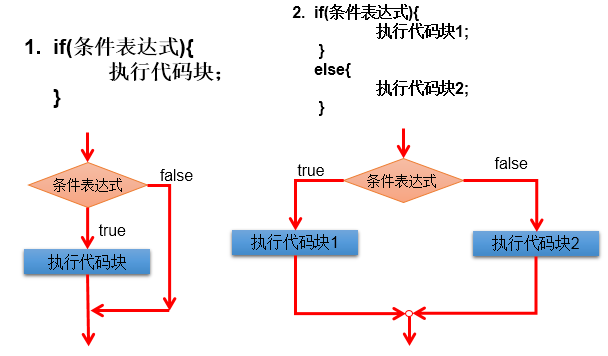 1. if(条件表达式){
执行代码块;
}
条件表达式
false
true
执行代码块
2. if(条件表达式){
执行代码块1;
}
else{
执行代码块2;
}
条件表达式
true
false
执行代码块1
执行代码块2